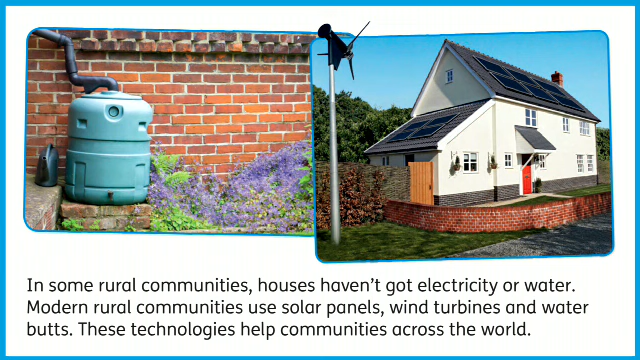 In some rural communities, houses haven't got electricity or water.
Modern rural communities use solar panels, wind turbines and water
butts. These technologies help communities across the world.